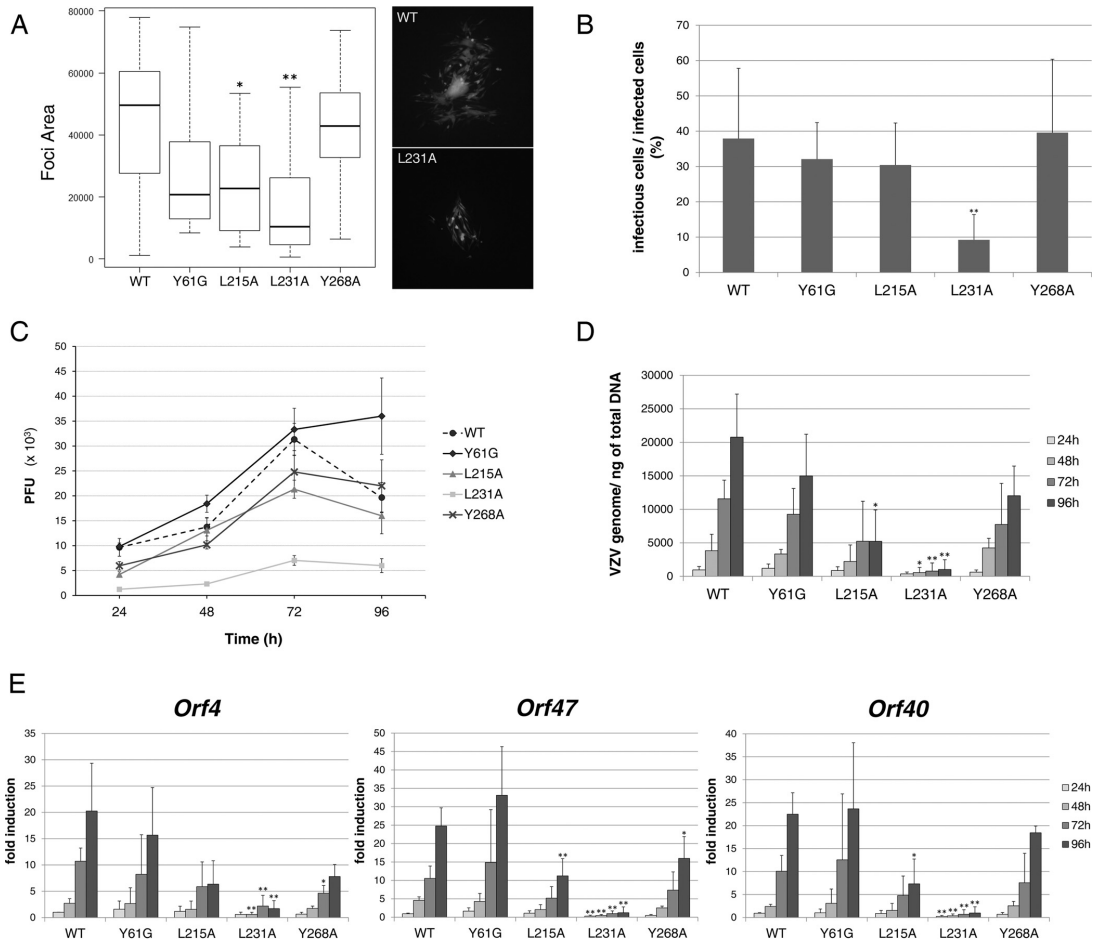 A
80000
60000
40000
20000
0
Foci Area
*
**
WT Y61G L215A L231A Y268A
WT
L231A
B
70
60
50
40
30
20
10
0
infectious cells / infected cells
(%)
**
WT Y61G L215A L231A Y268A
C
50
45
40
35
30
25
20
15
10
5
0
PFU (x 10³)
24 48 72 96
Time (h)
WT
Y61G
L215A
L231A
Y268A
D
30000
25000
20000
15000
10000
5000
0
VZV genome/ ng of total DNA
*
* ** **
WT Y61G L215A L231A Y268A
24h
48h
72h
96h
E
Orf4
35
30
25
20
15
10
5
0
fold induction
** ** **
*
WT Y61G L215A L231A Y268A
Orf47
50
45
40
35
30
25
20
15
10
5
0
fold induction
**
** ** ** **
*
WT Y61G L215A L231A Y268A
Orf40
40
35
30
25
20
15
10
5
0
fold induction
*
** ** ** **
WT Y61G L215A L231A Y268A
24h
48h
72h
96h